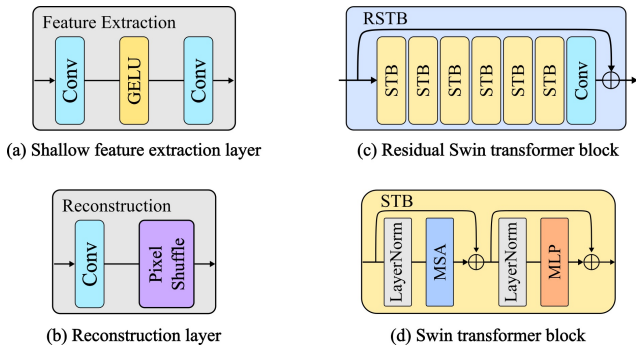 Feature Extraction
Conv
GELU
Conv
(a) Shallow feature extraction layer
RSTB
STB
STB
STB
STB
STB
STB
Conv
(c) Residual Swin transformer block
Reconstruction
Conv
Pixel
Shuffle
(b) Reconstruction layer
STB
LayerNorm
MSA
LayerNorm
MLP
(d) Swin transformer block